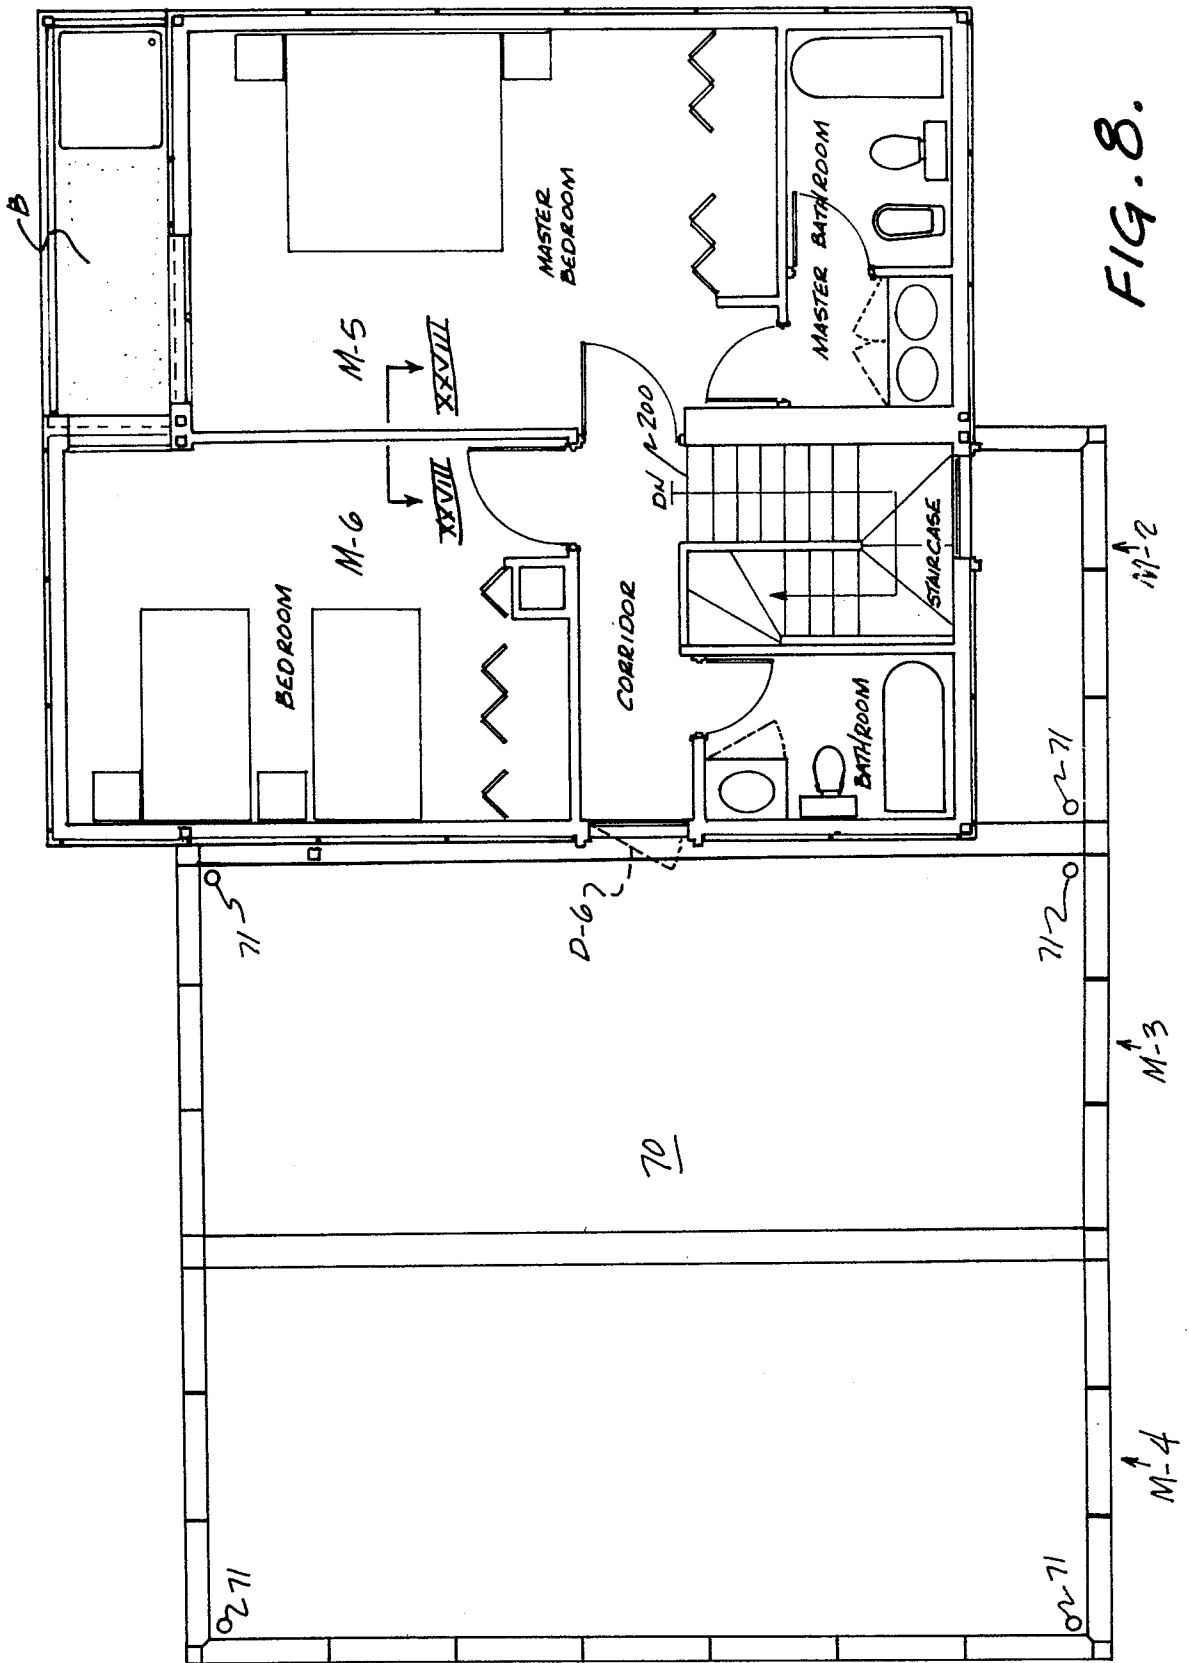 B
M-5
XXVIII
M-6
XXVIII
MASTER
BEDROOM
MASTER BATHROOM
BEDROOM
CORRIDOR
DN
200
STAIRCASE
BATHROOM
D-6
71
71
71
70
71
71
M-2
M-3
M-4
FIG. 8.